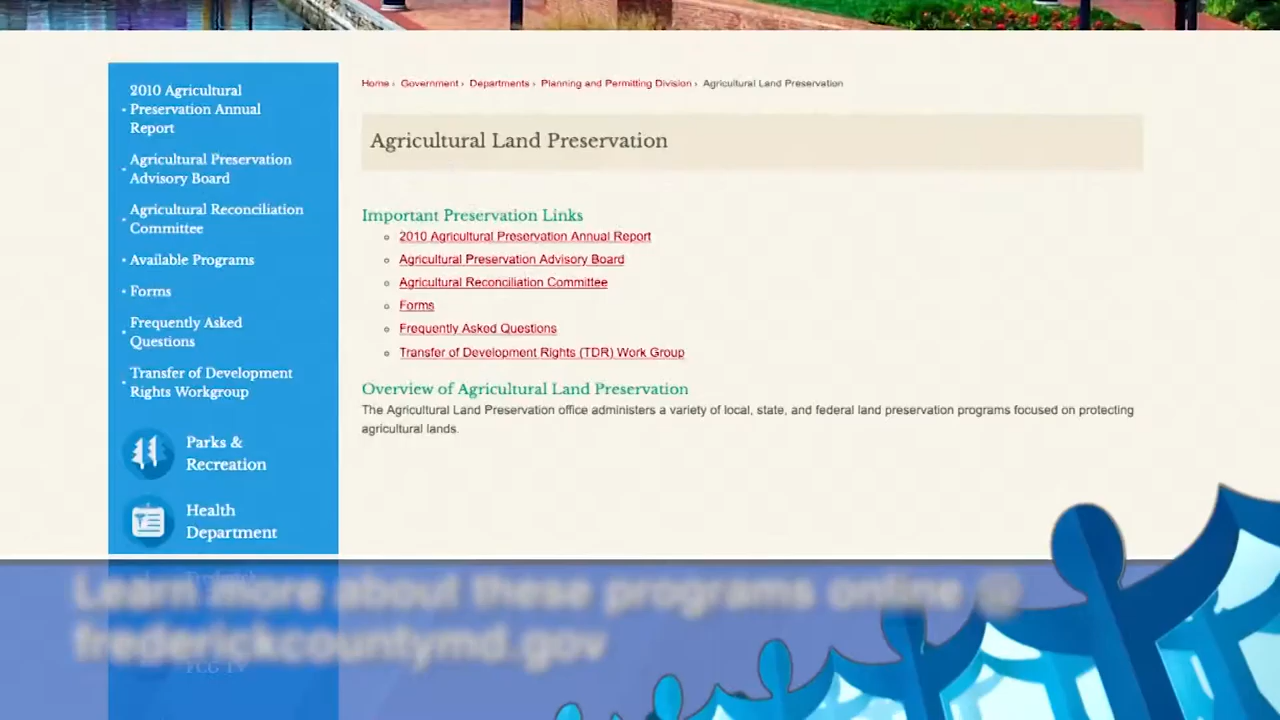 2010 Agricultural
Preservation Annual
Report
Agricultural Preservation
Advisory Board
Agricultural Reconciliation
Committee
Available Programs
Forms
Frequently Asked
Questions
Transfer of Development
Rights Workgroup
Parks &
Recreation
Health
Department
Frederick
FCG TV
Home › Government › Departments › Planning and Permitting Division › Agricultural Land Preservation
Agricultural Land Preservation
Important Preservation Links
2010 Agricultural Preservation Annual Report
Agricultural Preservation Advisory Board
Agricultural Reconciliation Committee
Forms
Frequently Asked Questions
Transfer of Development Rights (TDR) Work Group
Overview of Agricultural Land Preservation
The Agricultural Land Preservation office administers a variety of local, state, and federal land preservation programs focused on protecting
agricultural lands.
Learn more about these programs online @
frederickcountymd.gov